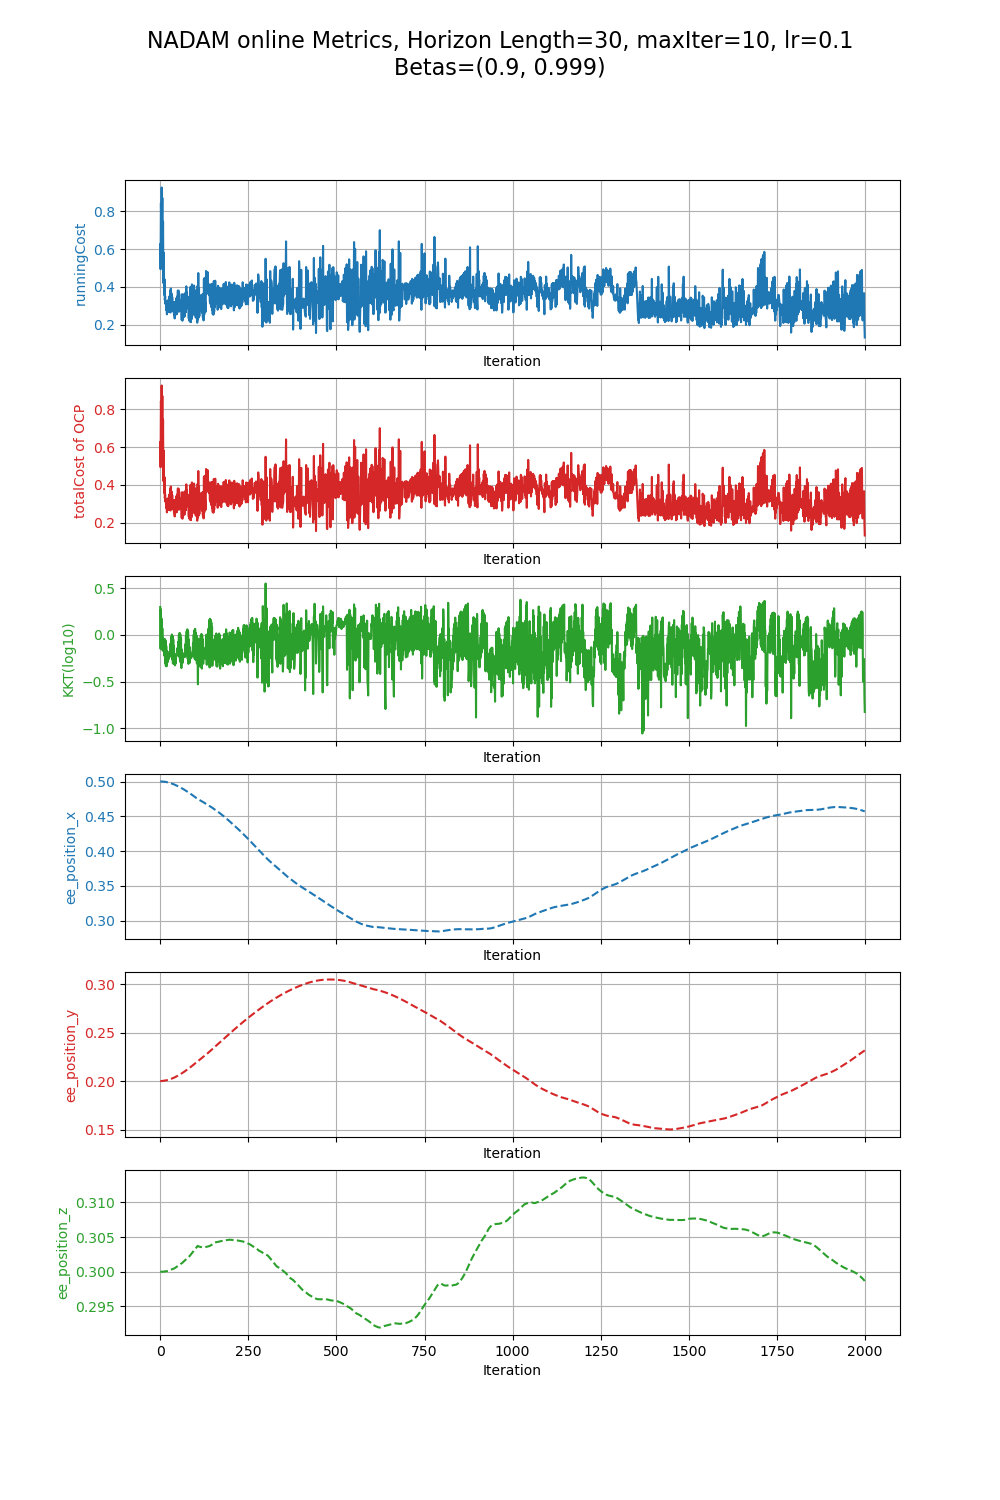 NADAM online Metrics, Horizon Length=30, maxIter=10, lr=0.1
Betas=(0.9, 0.999)
runningCost
0.8
0.6
0.4
0.2
Iteration
totalCost of OCP
0.8
0.6
0.4
0.2
Iteration
KKT(log10)
0.5
0.0
−0.5
−1.0
Iteration
ee_position_x
0.50
0.45
0.40
0.35
0.30
Iteration
ee_position_y
0.30
0.25
0.20
0.15
Iteration
ee_position_z
0.310
0.305
0.300
0.295
0 250 500 750 1000 1250 1500 1750 2000
Iteration